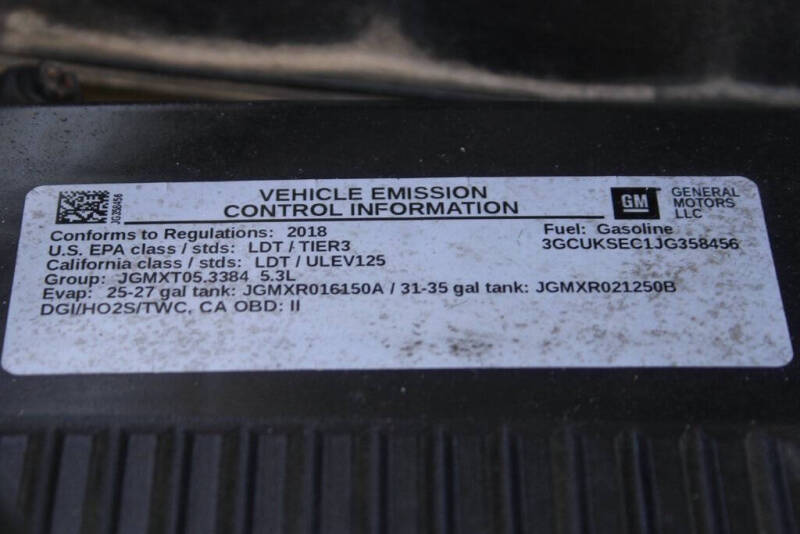 VEHICLE EMISSION
CONTROL INFORMATION
GM
GENERAL
MOTORS
LLC
JG358456
Conforms to Regulations: 2018
Fuel: Gasoline
U.S. EPA class / stds: LDT / TIER3
3GCUKSEC1JG358456
California class / stds: LDT / ULEV125
Group: JGMXT05.3384 5.3L
Evap: 25-27 gal tank: JGMXR016150A / 31-35 gal tank: JGMXR021250B
DGI/HO2S/TWC, CA OBD: II